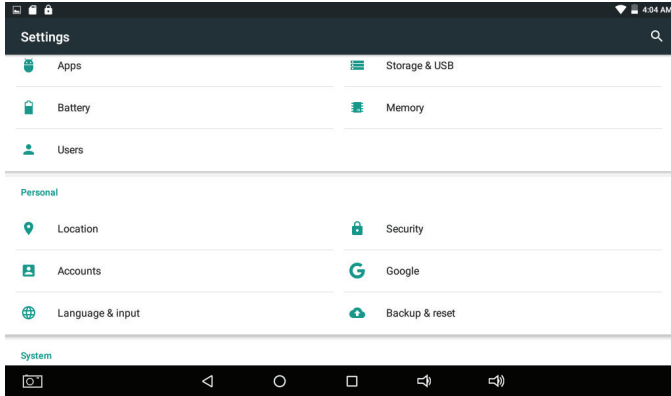 4:04 AM
Settings
Apps
Storage & USB
Battery
Memory
Users
Personal
Location
Security
Accounts
Google
Language & input
Backup & reset
System